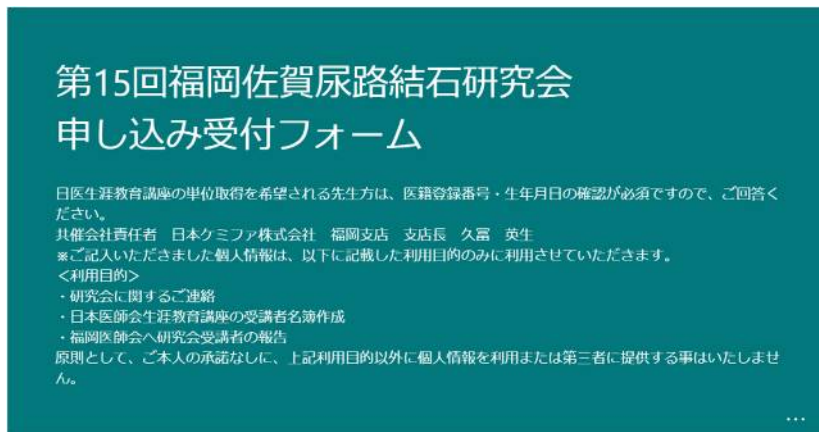 第15回福岡佐賀尿路結石研究会
申し込み受付フォーム
日医生涯教育講座の単位取得を希望される先生方は、医籍登録番号・生年月日の確認が必須ですので、ご回答く
ださい。
共催会社責任者　日本ケミファ株式会社　福岡支店　支店長　久冨　英生
※ご記入いただきました個人情報は、以下に記載した利用目的のみに利用させていただきます。
＜利用目的＞
・研究会に関するご連絡
・日本医師会生涯教育講座の受講者名簿作成
・福岡医師会へ研究会受講者の報告
原則として、ご本人の承諾なしに、上記利用目的以外に個人情報を利用または第三者に提供する事はいたしませ
ん。